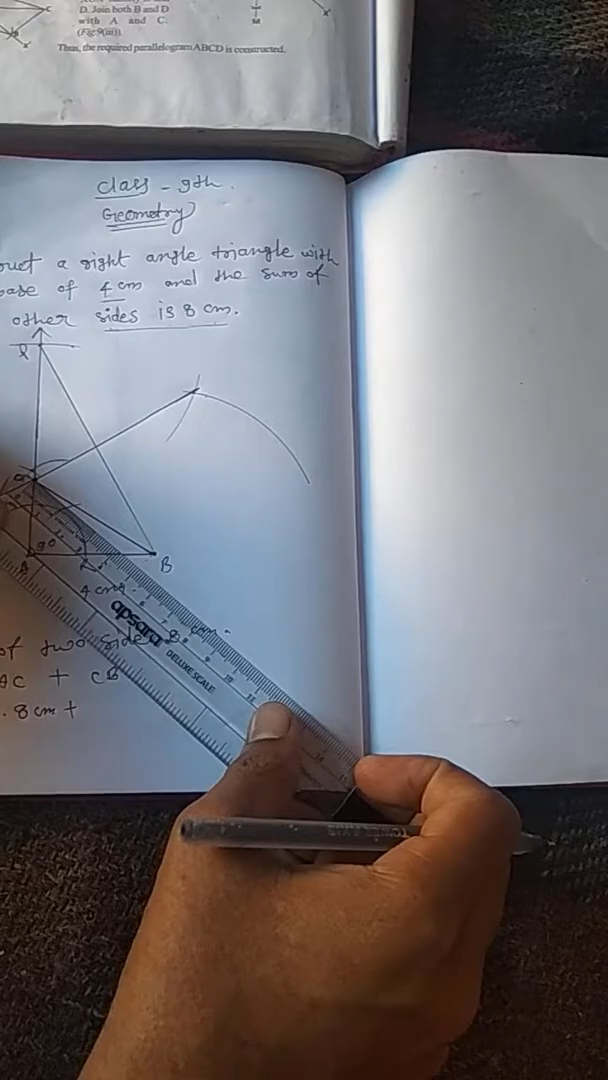 D. Join both B and D
with A and C.
(Fig 9(iii)).
Thus, the required parallelogram ABCD is constructed.
M
class - 9th.
Geometry
a right angle triangle with
of 4 cm and the sum of
other sides is 8 cm.
90
B
4 cm
apsara DELUXE SCALE
of two sides 8 cm.
AC + CB
. 8 cm +